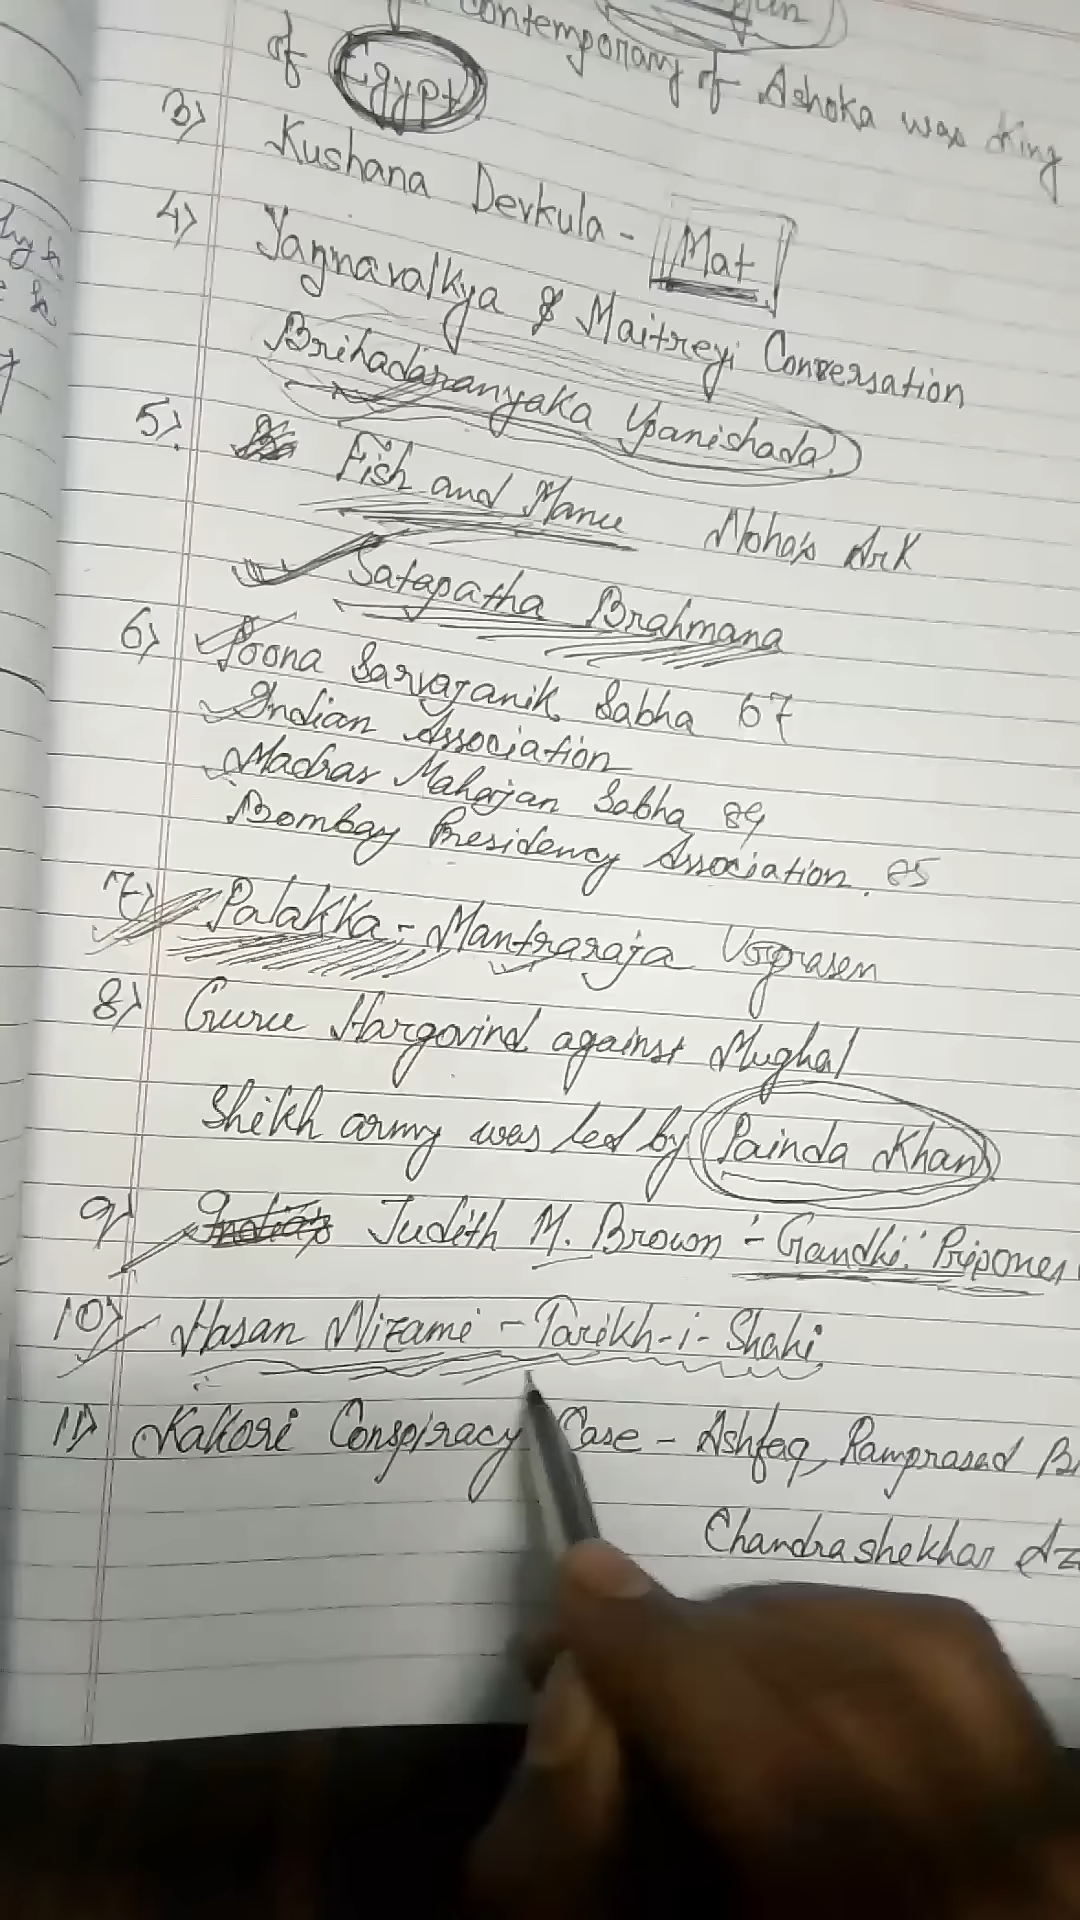 Contemporary of Ashoka was King
of Egypt
3) Kushana Devkula - Mat
4) Yagnavalkya & Maitreyi Conversation
Brihadaranyaka Upanishada.
5) Fish and Manu Noha's Ark
Satapatha Brahmana
6) Poona Sarvajanik Sabha 67
Indian Association
Madras Mahajan Sabha 84
Bombay Presidency Association. 85
7) Palakka - Mantraraja Ugrasen
8) Guru Hargovind against Mughal
Shikh army was led by Painda Khan
9) Judith M. Brown :- Gandhi:
10) Hasan Nizami - Tarikh-i-Shahi
11) Kakori Conspiracy Case - Ashfaq, Ramprasad
Chandrashekhar Az